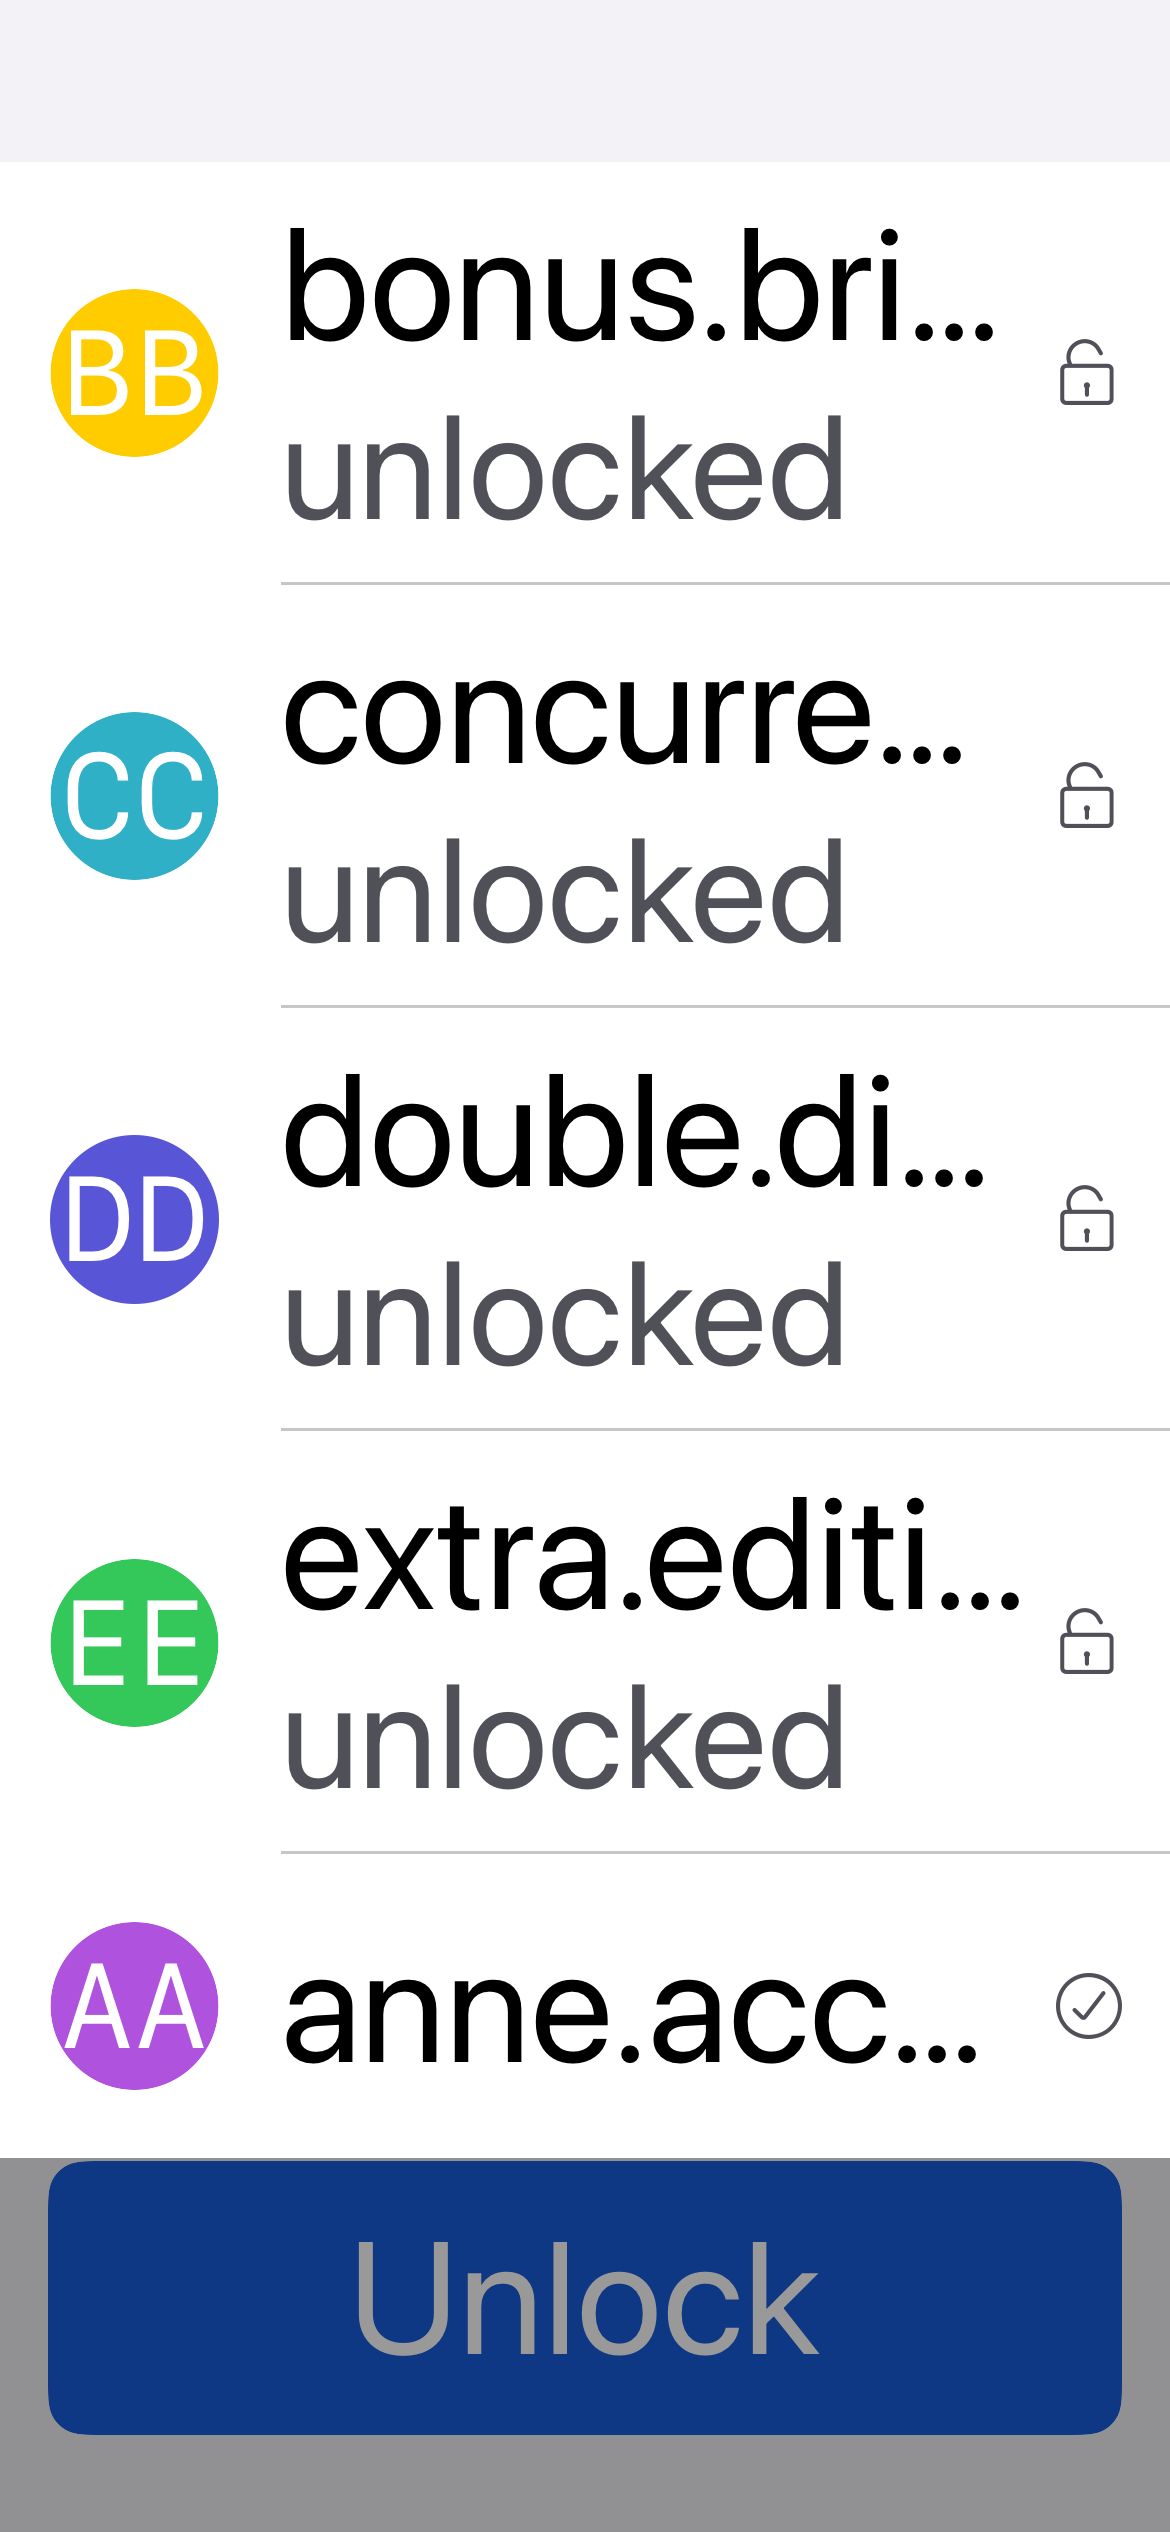 BB
bonus.bri...
unlocked
CC
concurre...
unlocked
DD
double.di...
unlocked
EE
extra.editi...
unlocked
AA
anne.acc...
Unlock